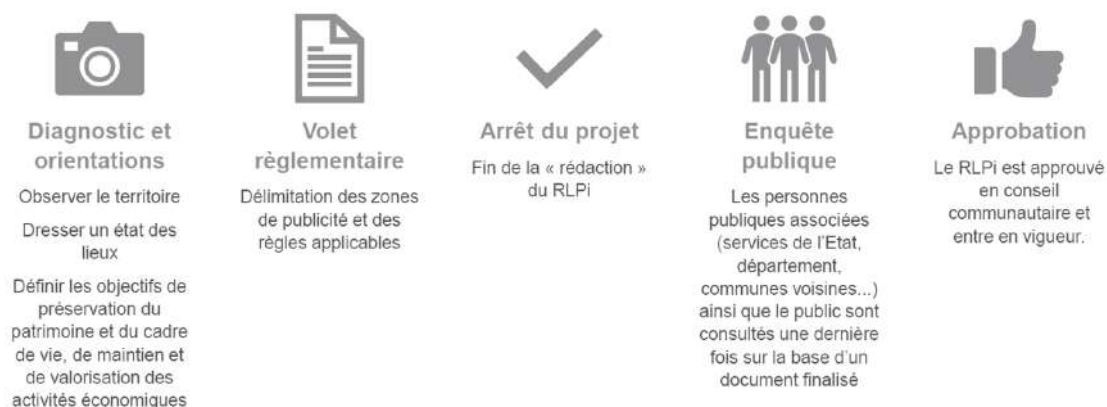 Diagnostic et
orientations
Observer le territoire
Dresser un état des
lieux
Définir les objectifs de
préservation du
patrimoine et du cadre
de vie, de maintien et
de valorisation des
activités économiques
Volet
règlementaire
Délimitation des zones
de publicité et des
règles applicables
Arrêt du projet
Fin de la « rédaction »
du RLPi
Enquête
publique
Les personnes
publiques associées
(services de l'Etat,
département,
communes voisines...)
ainsi que le public sont
consultés une dernière
fois sur la base d'un
document finalisé
Approbation
Le RLPi est approuvé
en conseil
communautaire et
entre en vigueur.